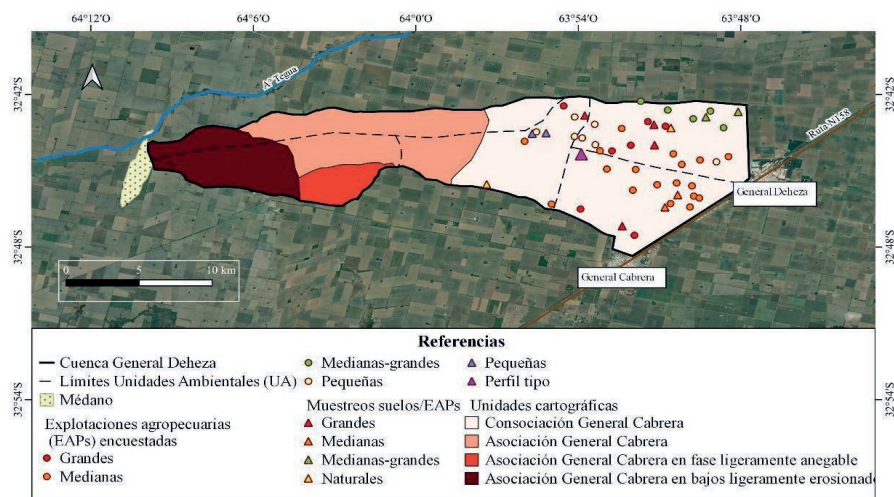 64°12'O 64°6'O 64°0'O 63°54'O 63°48'O
32°42'S 32°42'S
A° Tegua
Ruta N158
General Deheza
32°48'S 32°48'S
General Cabrera
0 5 10 km
32°54'S 32°54'S
Referencias
Cuenca General Deheza
Límites Unidades Ambientales (UA)
Médano
Explotaciones agropecuarias
(EAPs) encuestadas
Grandes
Medianas
Medianas-grandes
Pequeñas
Muestreos suelos/EAPs
Grandes
Medianas
Medianas-grandes
Naturales
Pequeñas
Perfil tipo
Unidades cartográficas
Consociación General Cabrera
Asociación General Cabrera
Asociación General Cabrera en fase ligeramente anegable
Asociación General Cabrera en bajos ligeramente erosionado